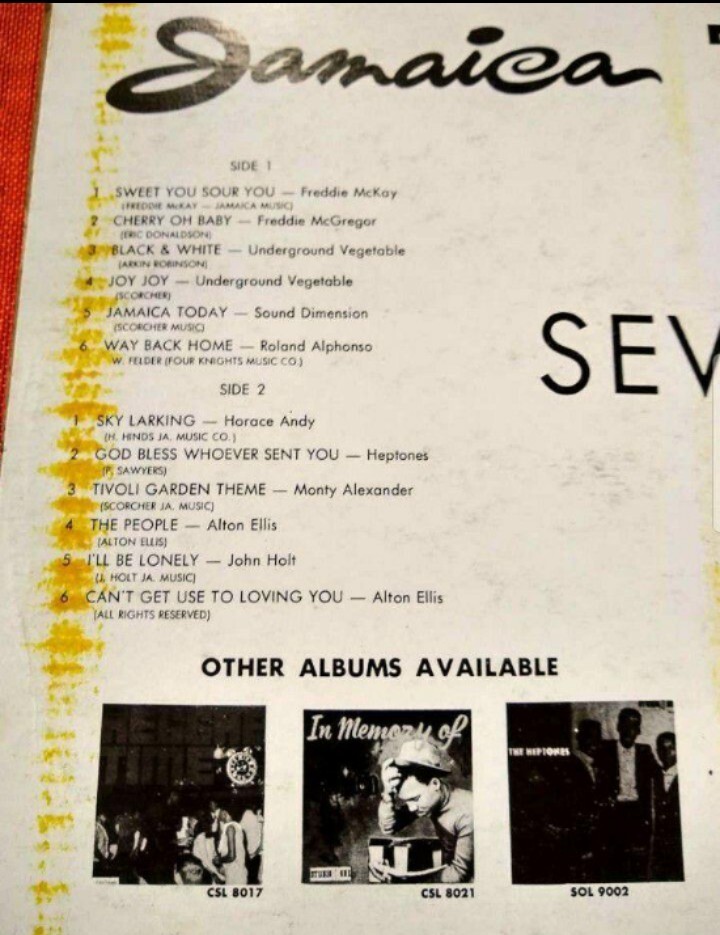 Jamaica
SIDE 1
1 SWEET YOU SOUR YOU — Freddie McKay
(FREDDIE McKAY — JAMAICA MUSIC)
2 CHERRY OH BABY — Freddie McGregor
(ERIC DONALDSON)
3 BLACK & WHITE — Underground Vegetable
(ARKIN ROBINSON)
4 JOY JOY — Underground Vegetable
(SCORCHER)
5 JAMAICA TODAY — Sound Dimension
(SCORCHER MUSIC)
6 WAY BACK HOME — Roland Alphonso
W. FELDER (FOUR KNIGHTS MUSIC CO.)
SEV
SIDE 2
1 SKY LARKING — Horace Andy
(H. HINDS JA. MUSIC CO.)
2 GOD BLESS WHOEVER SENT YOU — Heptones
(P. SAWYERS)
3 TIVOLI GARDEN THEME — Monty Alexander
(SCORCHER JA. MUSIC)
4 THE PEOPLE — Alton Ellis
(ALTON ELLIS)
5 I'LL BE LONELY — John Holt
(J. HOLT JA. MUSIC)
6 CAN'T GET USE TO LOVING YOU — Alton Ellis
(ALL RIGHTS RESERVED)
OTHER ALBUMS AVAILABLE
TIME
In Memory of
THE HEPTONES
CSL 8017
CSL 8021
SOL 9002